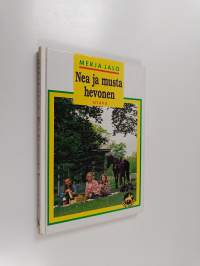 MERJA JALO
Nea ja musta
hevonen
OTAVA